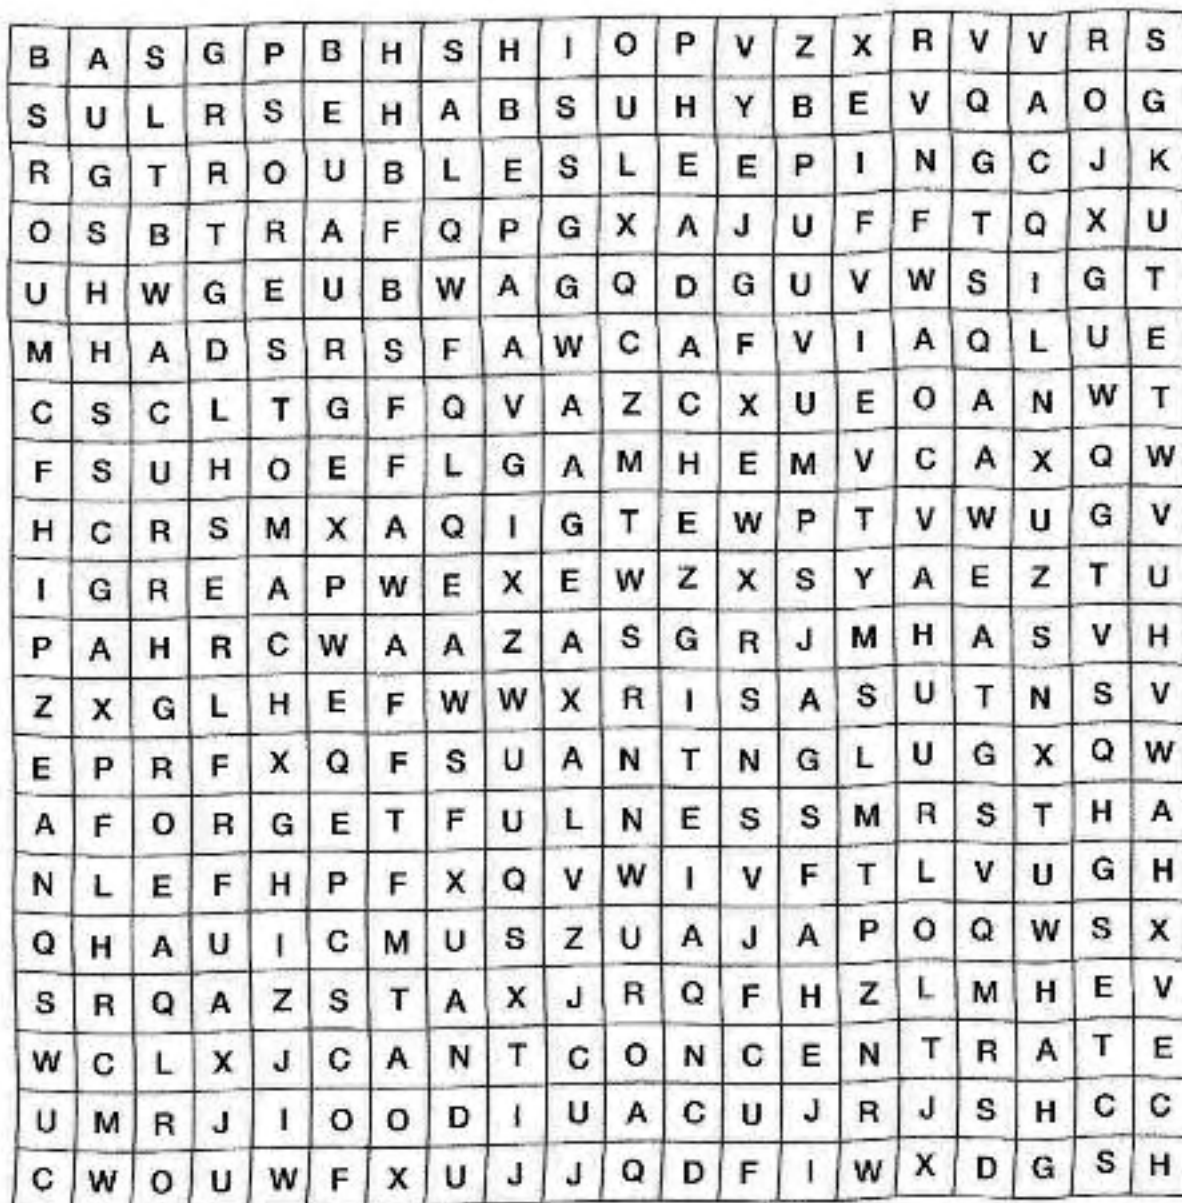 B A S G P B H S H I O P V Z X R V V R S
S U L R S E H A B S U H Y B E V Q A O G
R G T R O U B L E S L E E P I N G C J K
O S B T R A F Q P G X A J U F F T Q X U
U H W G E U B W A G Q D G U V W S I G T
M H A D S R S F A W C A F V I A Q L U E
C S C L T G F Q V A Z C X U E O A N W T
F S U H O E F L G A M H E M V C A X Q W
H C R S M X A Q I G T E W P T V W U G V
I G R E A P W E X E W Z X S Y A E Z T U
P A H R C W A A Z A S G R J M H A S V H
Z X G L H E F W W X R I S A S U T N S V
E P R F X Q F S U A N T N G L U G X Q W
A F O R G E T F U L N E S S M R S T H A
N L E F H P F X Q V W I V F T L V U G H
Q H A U I C M U S Z U A J A P O Q W S X
S R Q A Z S T A X J R Q F H Z L M H E V
W C L X J C A N T C O N C E N T R A T E
U M R J I O O D I U A C U J R J S H C C
C W O U W F X U J J Q D F I W X D G S H